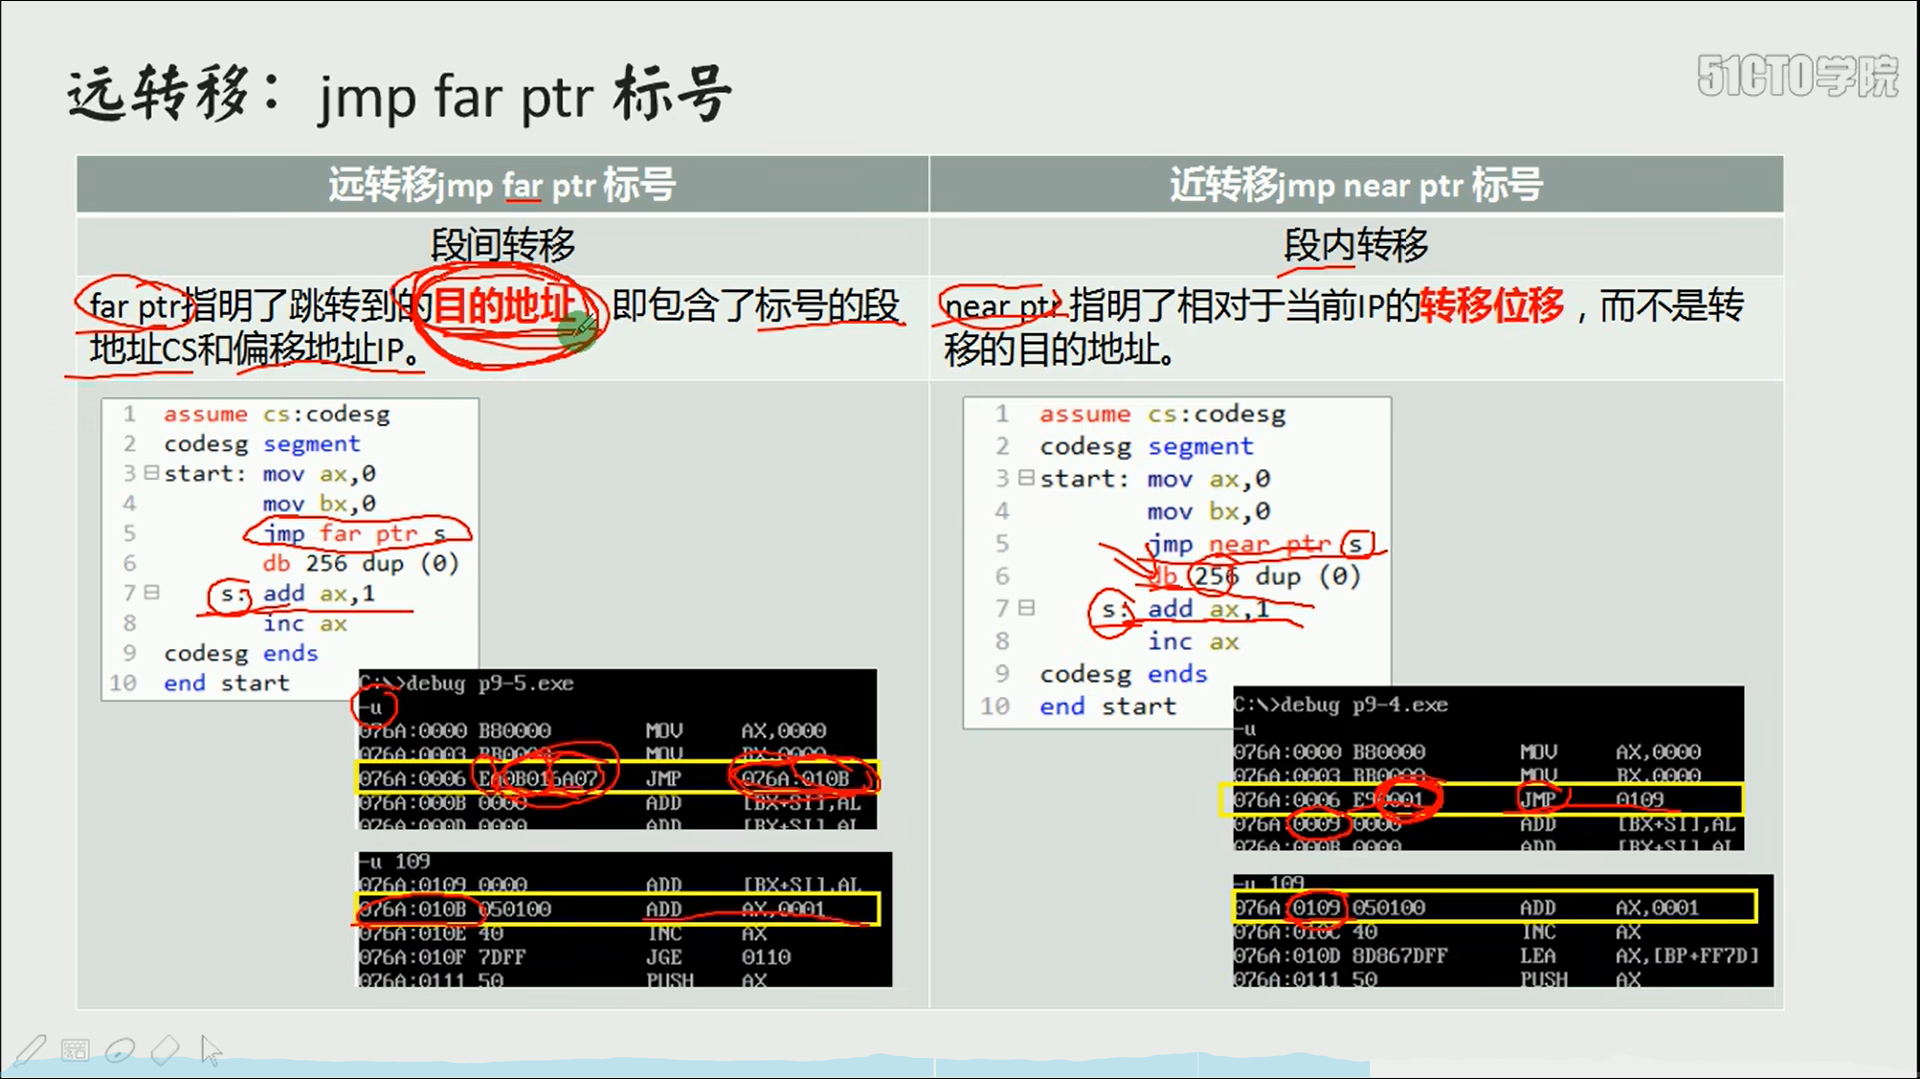 远转移：jmp far ptr 标号
51CTO学院
远转移jmp far ptr 标号
近转移jmp near ptr 标号
段间转移
段内转移
far ptr指明了跳转到的目的地址，即包含了标号的段
地址CS和偏移地址IP。
near ptr 指明了相对于当前IP的转移位移，而不是转
移的目的地址。
1 assume cs:codesg
2 codesg segment
3 start: mov ax,0
4 mov bx,0
5 jmp far ptr s
6 db 256 dup (0)
7 s: add ax,1
8 inc ax
9 codesg ends
10 end start
C:\>debug p9-5.exe
-u
076A:0000 B80000 MOV AX,0000
076A:0003 BB0000 MOV BX,0000
076A:0006 EA0B016A07 JMP 076A:010B
076A:000B 0000 ADD [BX+SI],AL
076A:000D 0000 ADD [BX+SI],AL
-u 109
076A:0109 0000 ADD [BX+SI],AL
076A:010B 050100 ADD AX,0001
076A:010E 40 INC AX
076A:010F 7DFF JGE 0110
076A:0111 50 PUSH AX
1 assume cs:codesg
2 codesg segment
3 start: mov ax,0
4 mov bx,0
5 jmp near ptr s
6 db 256 dup (0)
7 s: add ax,1
8 inc ax
9 codesg ends
10 end start
C:\>debug p9-4.exe
-u
076A:0000 B80000 MOV AX,0000
076A:0003 BB0000 MOV BX,0000
076A:0006 E90001 JMP 0109
076A:0009 0000 ADD [BX+SI],AL
076A:000B 0000 ADD [BX+SI],AL
-u 109
076A:0109 050100 ADD AX,0001
076A:010C 40 INC AX
076A:010D 8D867DFF LEA AX,[BP+FF7D]
076A:0111 50 PUSH AX